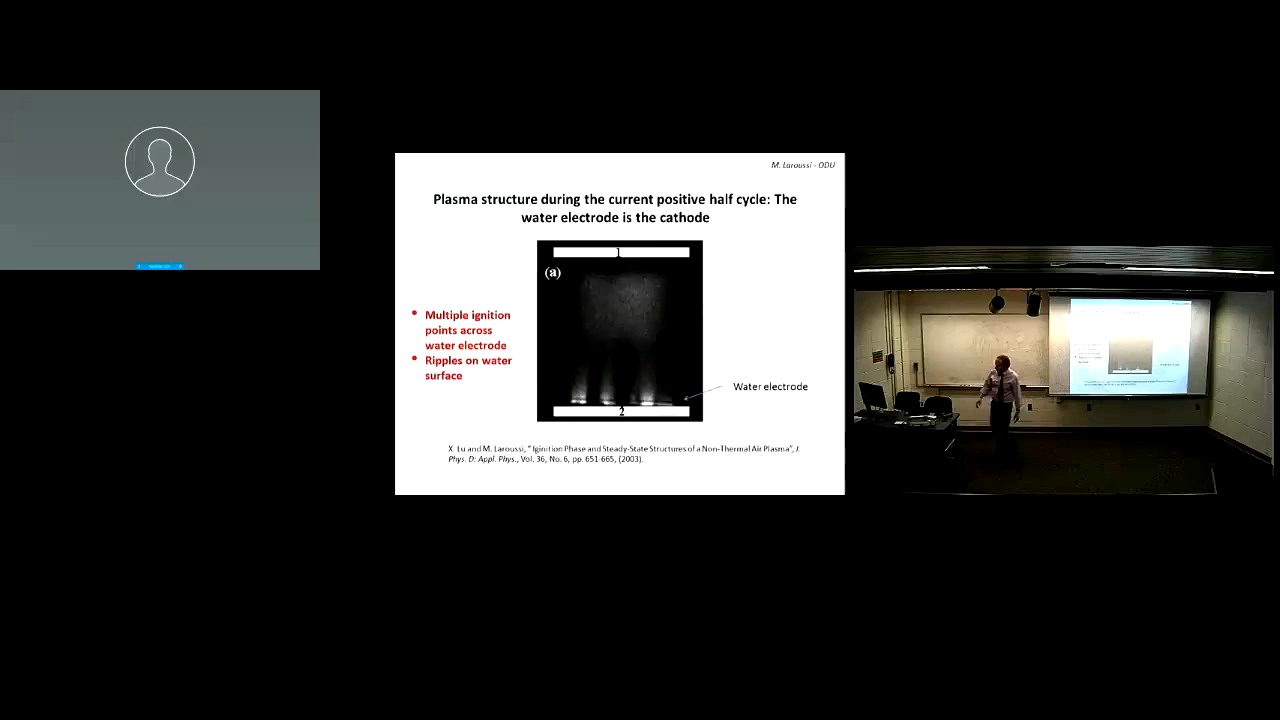 M. Laroussi - ODU
Plasma structure during the current positive half cycle: The
water electrode is the cathode
1
(a)
• Multiple ignition
points across
water electrode
• Ripples on water
surface
Water electrode
2
X. Lu and M. Laroussi, " Iginition Phase and Steady-State Structures of a Non-Thermal Air Plasma", J.
Phys. D: Appl. Phys., Vol. 36, No. 6, pp. 651-665, (2003).